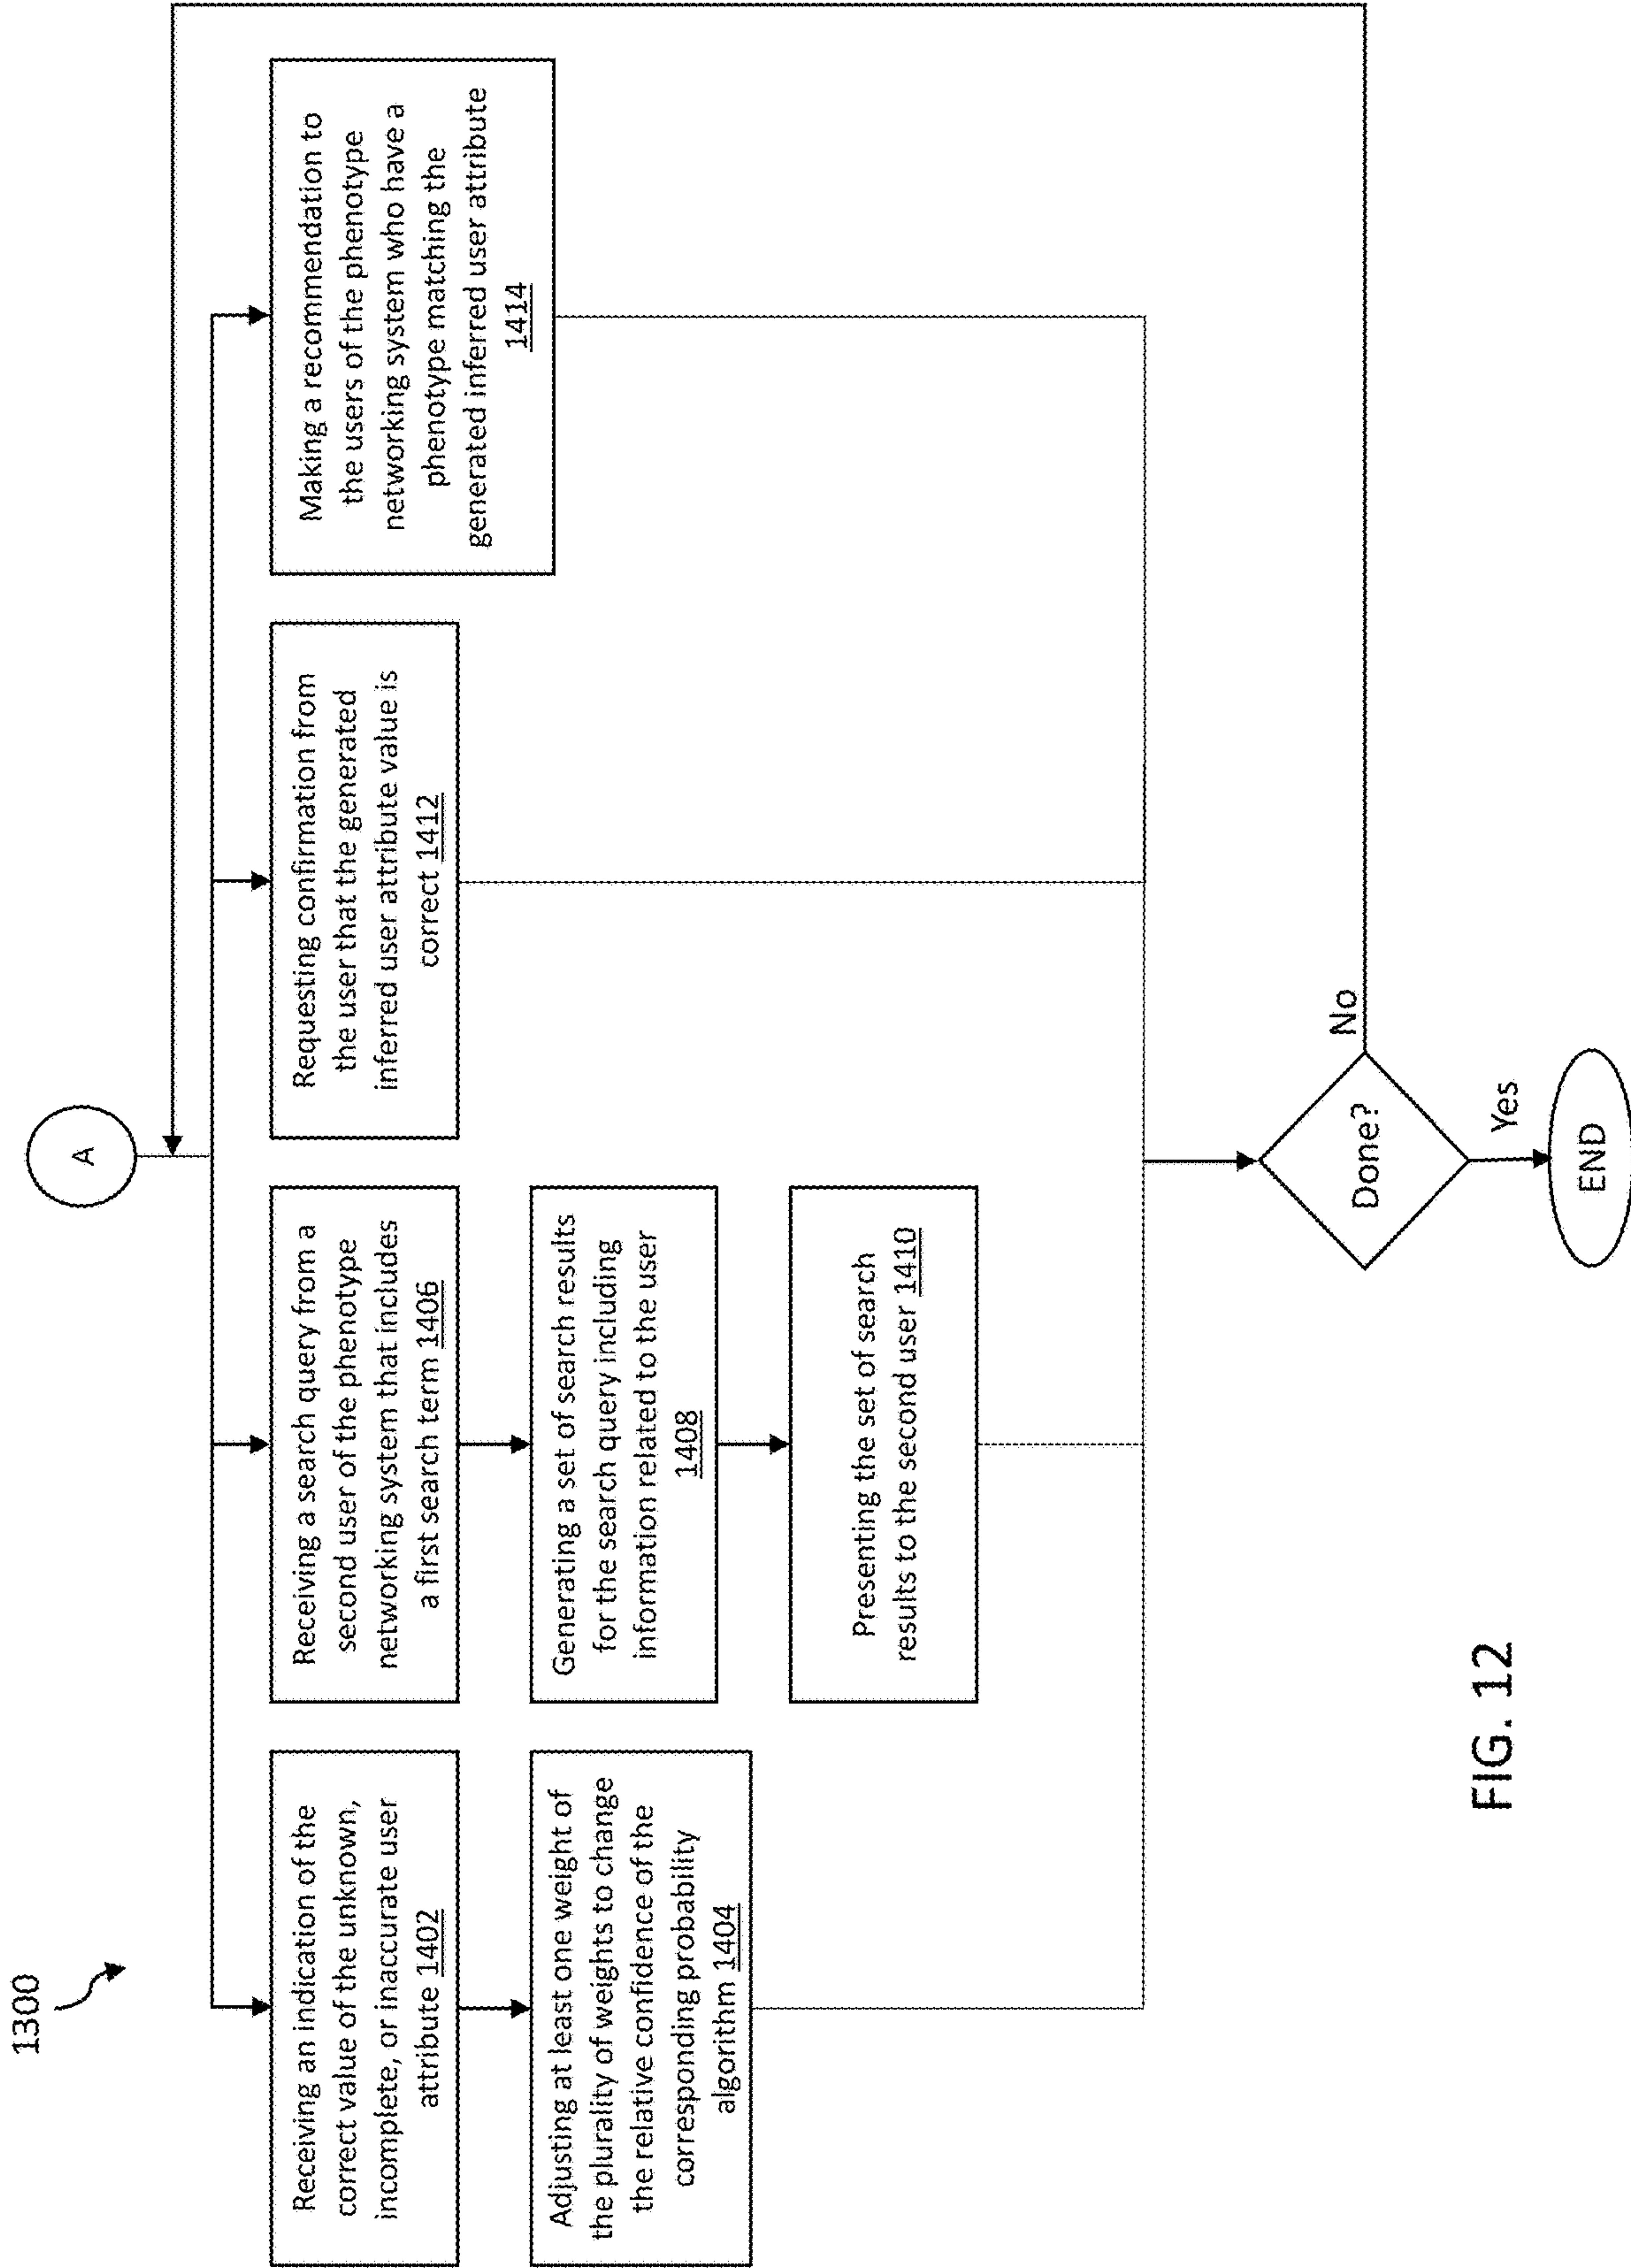 1300
A
Receiving an indication of the
correct value of the unknown,
incomplete, or inaccurate user
attribute 1402
Adjusting at least one weight of
the plurality of weights to change
the relative confidence of the
corresponding probability
algorithm 1404
Receiving a search query from a
second user of the phenotype
networking system that includes
a first search term 1406
Generating a set of search results
for the search query including
information related to the user
1408
Presenting the set of search
results to the second user 1410
Requesting confirmation from
the user that the generated
inferred user attribute value is
correct 1412
Making a recommendation to
the users of the phenotype
networking system who have a
phenotype matching the
generated inferred user attribute
1414
Done?
No
Yes
END
FIG. 12